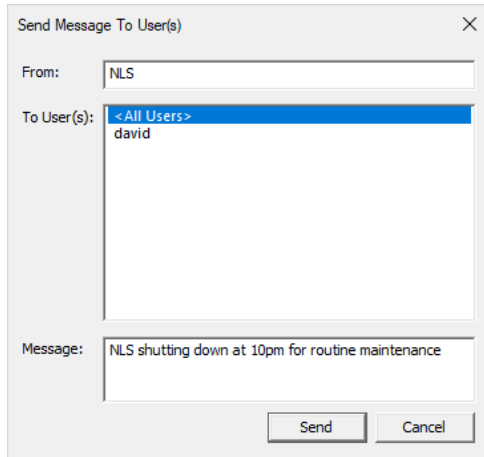 Send Message To User(s)
From: NLS
To User(s): <All Users>
david
Message: NLS shutting down at 10pm for routine maintenance
Send Cancel